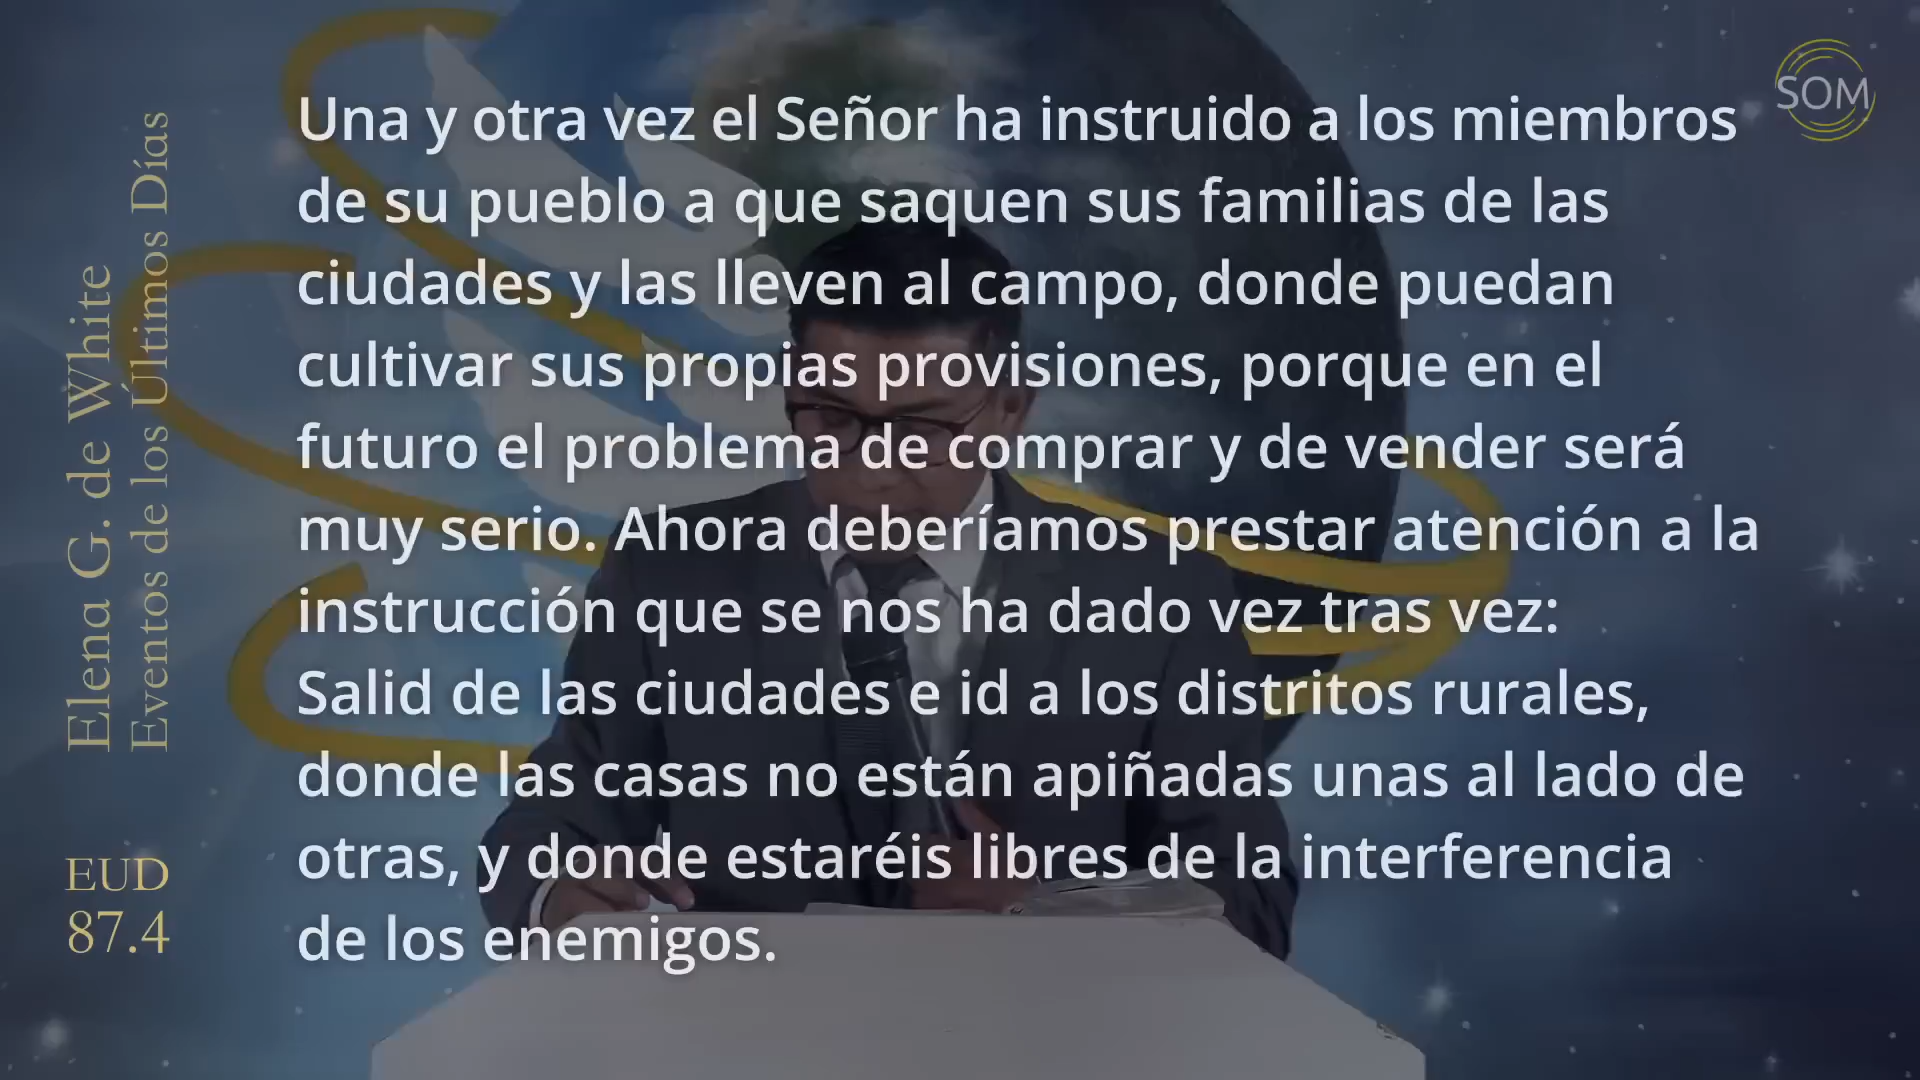 Una y otra vez el Señor ha instruido a los miembros
de su pueblo a que saquen sus familias de las
ciudades y las lleven al campo, donde puedan
cultivar sus propias provisiones, porque en el
futuro el problema de comprar y de vender será
muy serio. Ahora deberíamos prestar atención a la
instrucción que se nos ha dado vez tras vez:
Salid de las ciudades e id a los distritos rurales,
donde las casas no están apiñadas unas al lado de
otras, y donde estaréis libres de la interferencia
de los enemigos.
Elena G. de White
Eventos de los Últimos Días
EUD
87.4
SOM